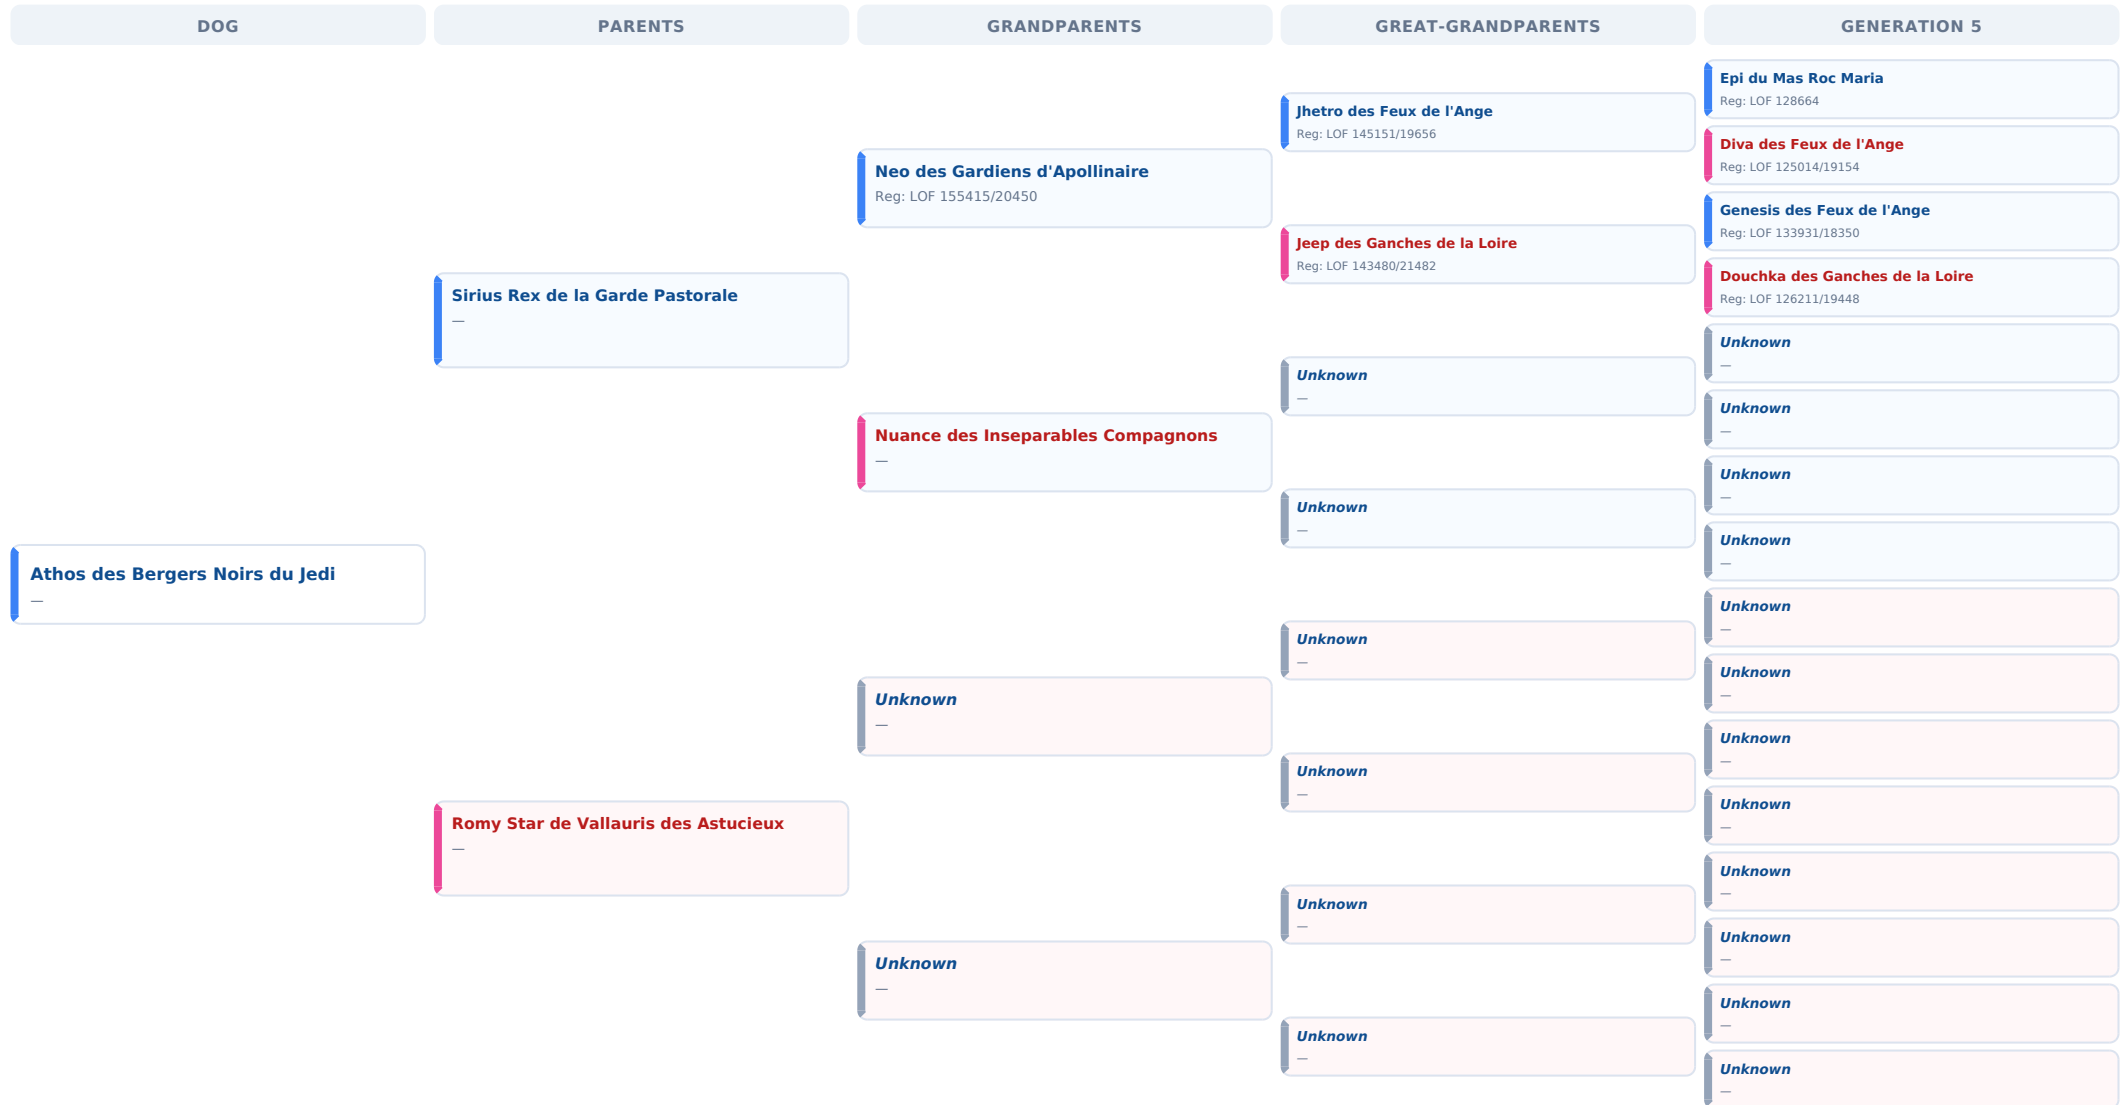 DOG
PARENTS
GRANDPARENTS
GREAT-GRANDPARENTS
GENERATION 5
Athos des Bergers Noirs du Jedi
—
Sirius Rex de la Garde Pastorale
—
Romy Star de Vallauris des Astucieux
—
Neo des Gardiens d'Apollinaire
Reg: LOF 155415/20450
Nuance des Inseparables Compagnons
—
Unknown
—
Unknown
—
Jhetro des Feux de l'Ange
Reg: LOF 145151/19656
Jeep des Ganches de la Loire
Reg: LOF 143480/21482
Unknown
—
Unknown
—
Unknown
—
Unknown
—
Unknown
—
Unknown
—
Epi du Mas Roc Maria
Reg: LOF 128664
Diva des Feux de l'Ange
Reg: LOF 125014/19154
Genesis des Feux de l'Ange
Reg: LOF 133931/18350
Douchka des Ganches de la Loire
Reg: LOF 126211/19448
Unknown
—
Unknown
—
Unknown
—
Unknown
—
Unknown
—
Unknown
—
Unknown
—
Unknown
—
Unknown
—
Unknown
—
Unknown
—
Unknown
—